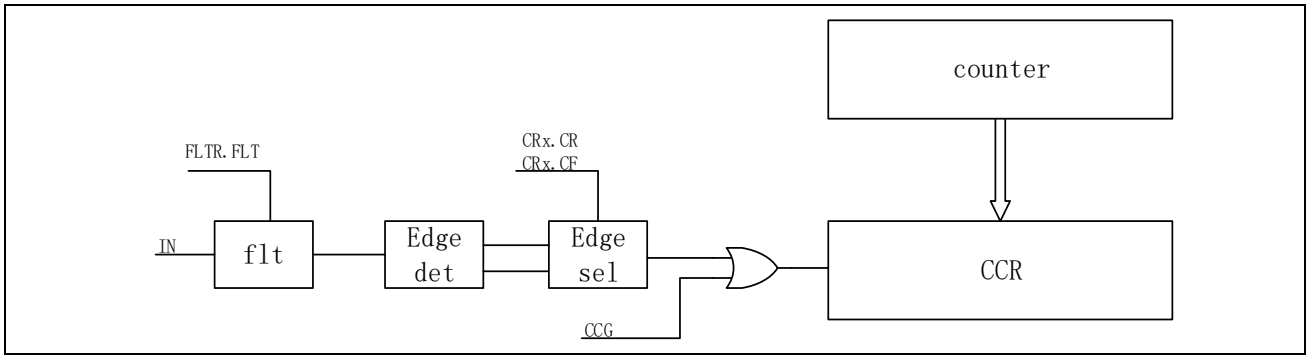 counter
FLTR.FLT
CRx.CR
CRx.CF
IN
flt
Edge
det
Edge
sel
CCR
CCG